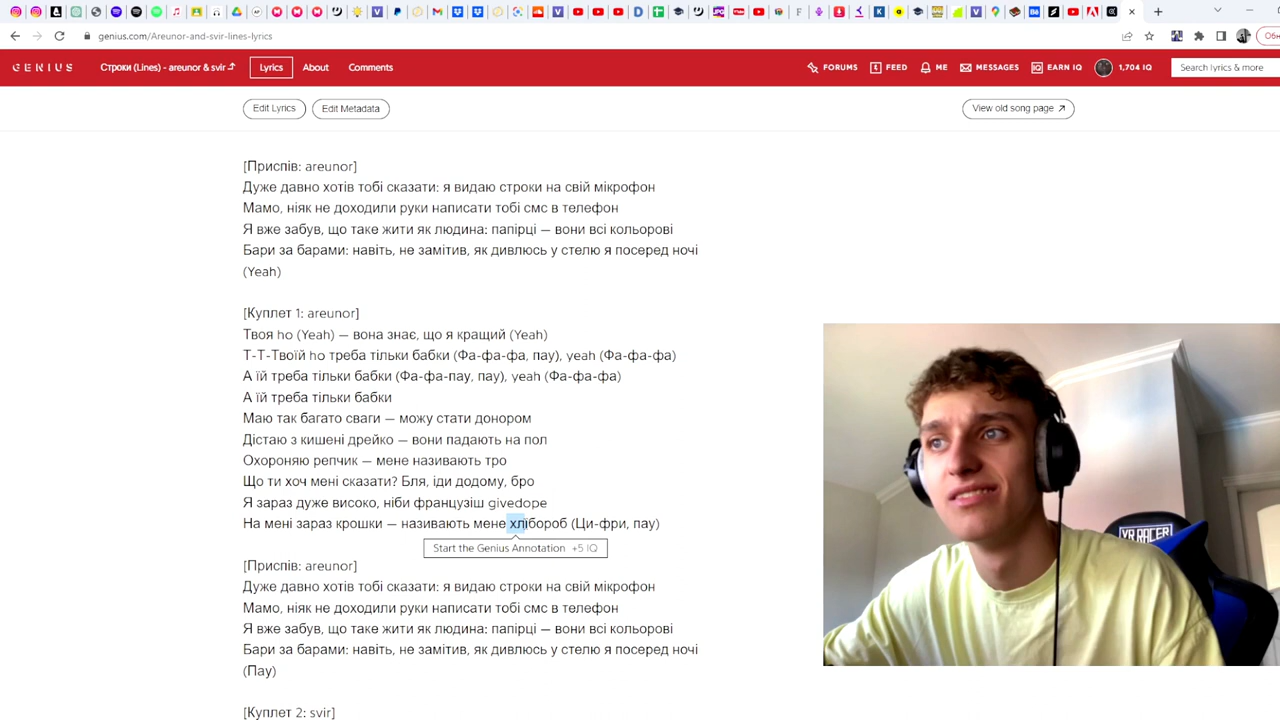 genius.com/Areunor-and-svir-lines-lyrics
GENIUS
Строки (Lines) - areunor & svir
Lyrics
About
Comments
FORUMS
FEED
ME
MESSAGES
EARN IQ
1,704 IQ
Search lyrics & more
Edit Lyrics
Edit Metadata
View old song page
[Приспів: areunor]
Дуже давно хотів тобі сказати: я видаю строки на свій мікрофон
Мамо, ніяк не доходили руки написати тобі смс в телефон
Я вже забув, що таке жити як людина: папірці — вони всі кольорові
Бари за барами: навіть, не замітив, як дивлюсь у стелю я посеред ночі
(Yeah)
[Куплет 1: areunor]
Твоя ho (Yeah) — вона знає, що я кращий (Yeah)
Т-Т-Твоїй ho треба тільки бабки (Фа-фа-фа, пау), yeah (Фа-фа-фа)
А їй треба тільки бабки (Фа-фа-пау, пау), yeah (Фа-фа-фа)
А їй треба тільки бабки
Маю так багато сваги — можу стати донором
Дістаю з кишені дрейко — вони падають на пол
Охороняю репчик — мене називають тро
Що ти хоч мені сказати? Бля, іди додому, бро
Я зараз дуже високо, ніби французіш givedope
На мені зараз крошки — називають мене хлібороб (Ци-фри, пау)
Start the Genius Annotation +5 IQ
[Приспів: areunor]
Дуже давно хотів тобі сказати: я видаю строки на свій мікрофон
Мамо, ніяк не доходили руки написати тобі смс в телефон
Я вже забув, що таке жити як людина: папірці — вони всі кольорові
Бари за барами: навіть, не замітив, як дивлюсь у стелю я посеред ночі
(Пау)
[Куплет 2: svir]
VR RACER